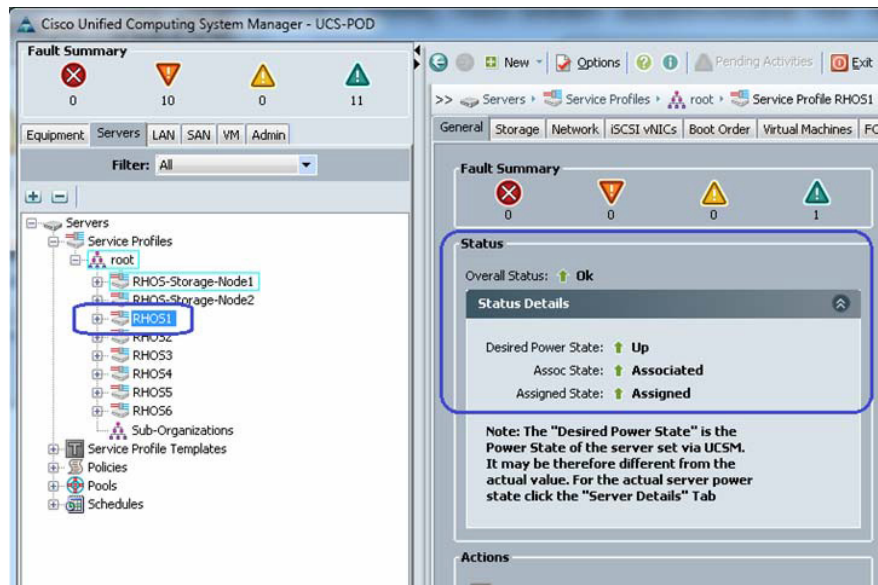 Cisco Unified Computing System Manager - UCS-POD
Fault Summary
0 10 0 11
Equipment Servers LAN SAN VM Admin
Filter: All
Servers
Service Profiles
root
RHOS-Storage-Node1
RHOS-Storage-Node2
RHOS1
RHOS2
RHOS3
RHOS4
RHOS5
RHOS6
Sub-Organizations
Service Profile Templates
Policies
Pools
Schedules
New Options Pending Activities Exit
>> Servers Service Profiles root Service Profile RHOS1
General Storage Network iSCSI vNICs Boot Order Virtual Machines FC
Fault Summary
0 0 0 1
Status
Overall Status: Ok
Status Details
Desired Power State: Up
Assoc State: Associated
Assigned State: Assigned
Note: The "Desired Power State" is the
Power State of the server set via UCSM.
It may be therefore different from the
actual value. For the actual server power
state click the "Server Details" Tab
Actions